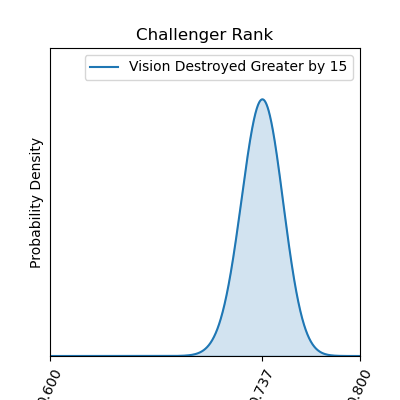 Challenger Rank
Vision Destroyed Greater by 15
Probability Density
0.600
0.737
0.800